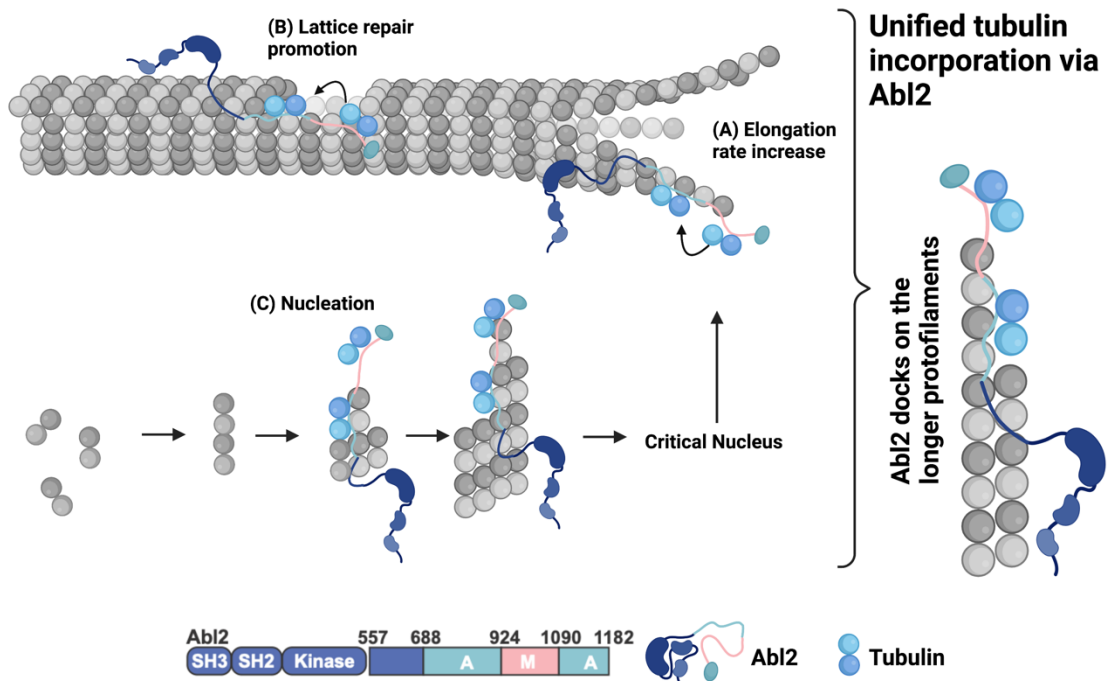 (B) Lattice repair
promotion
Unified tubulin
incorporation via
Abl2
(A) Elongation
rate increase
(C) Nucleation
Critical Nucleus
Abl2 docks on the
longer protofilaments
Abl2 557 688 924 1090 1182
SH3 SH2 Kinase A M A
Abl2
Tubulin